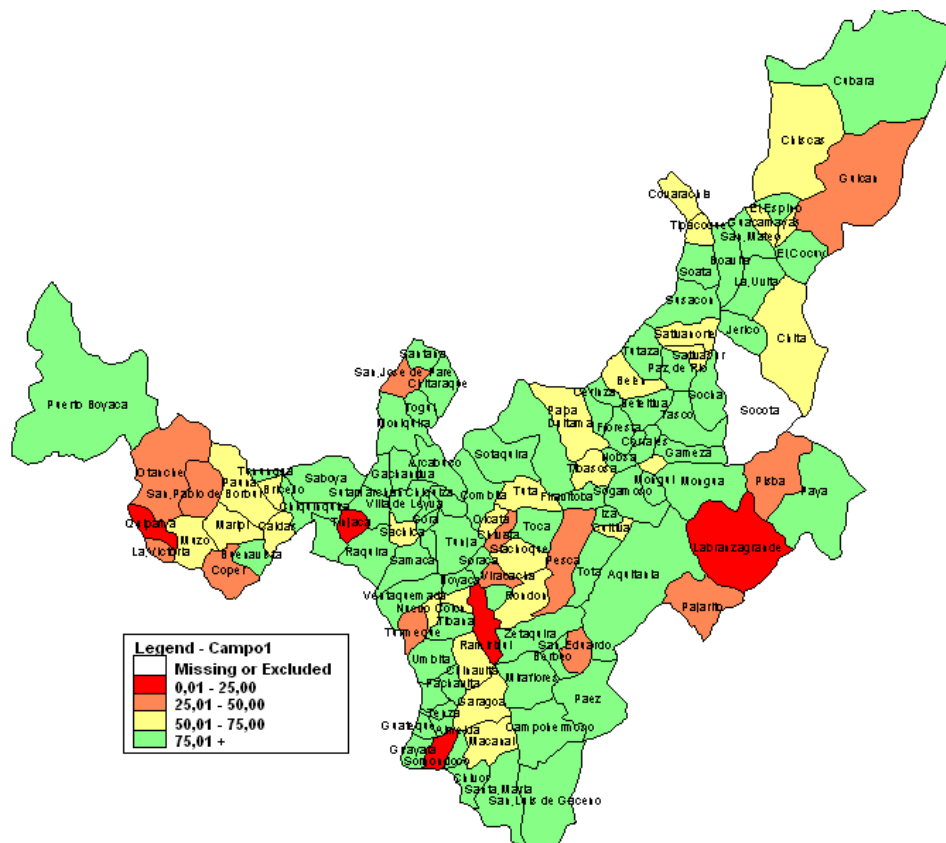 Cubara
Chiscas
Guican
Covarachia
El Espino
Tipacoque
Guacamayas
San Mateo
Boavita
El Cocuy
Soata
La Uvita
Susacon
Jerico
Chita
Sativanorte
Santana
Tutaza
Sativasur
Paz de Rio
San Jose de Pare
Chitaraque
Belen
Puerto Boyaca
Togui
Cerinza
Betetitua
Socha
Socota
Moniquira
Paipa
Duitama
Floresta
Tasco
Corrales
Sotaquira
Nobsa
Gameza
Otanche
Pauna
Saboya
Gachantiva
Arcabuco
Tibasosa
Mongui
Mongua
Pisba
Paya
San Pablo de Borbur
Briceño
Chiquinquira
Sutamarchan
Chiquiza
Combita
Tuta
Firavitoba
Sogamoso
Villa de Leyva
Quipama
Maripi
Caldas
Tinjaca
Sachica
Oicata
Toca
Iza
Muzo
Tunja
Cuitiva
Labranzagrande
La Victoria
Buenavista
Raquira
Samaca
Soraca
Siachoque
Pesca
Coper
Viracacha
Tota
Aquitania
Ventaquemada
Boyaca
Rondon
Nuevo Colon
Pajarito
Turmeque
Tibana
Zetaquira
Ramiriqui
San Eduardo
Umbita
Berbeo
Chinavita
Miraflores
Pachavita
Garagoa
Paez
Tenza
Guateque
Almeida
Campohermoso
Macanal
Guayata
Somondoco
Chivor
Santa Maria
San Luis de Gaceno
Legend - Campo1
Missing or Excluded
0,01 - 25,00
25,01 - 50,00
50,01 - 75,00
75,01 +